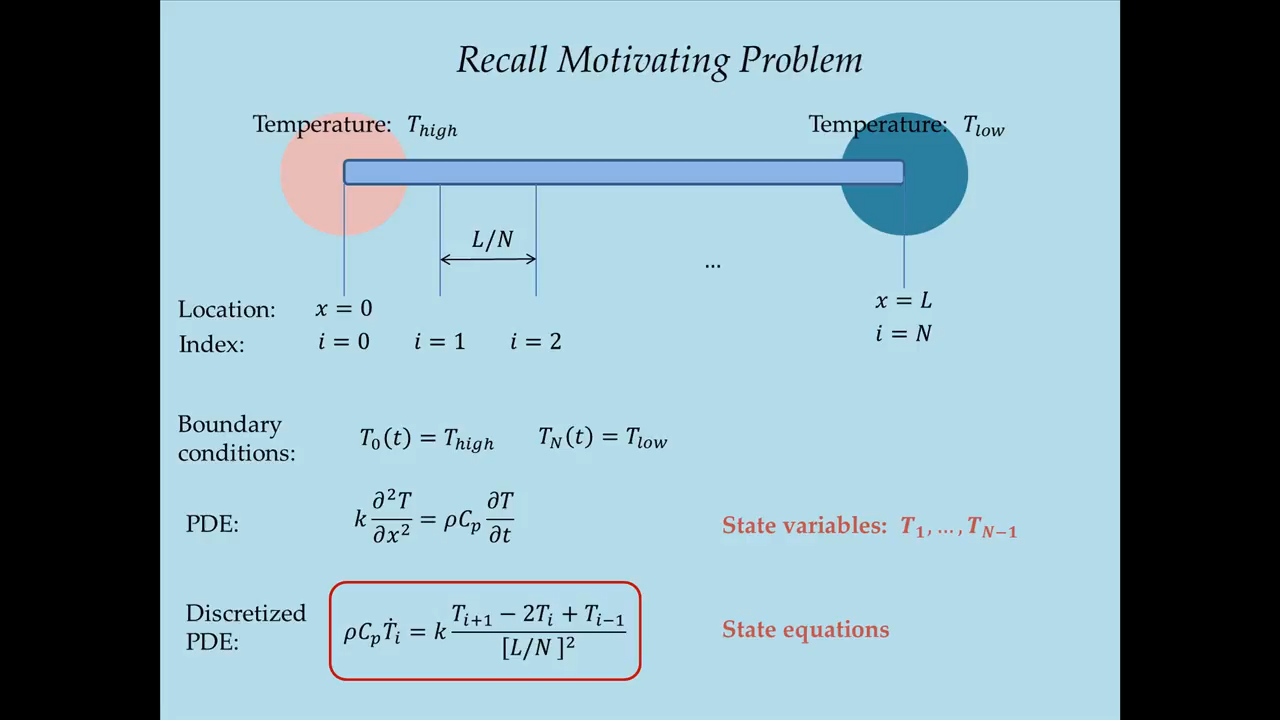 Recall Motivating Problem
Temperature: T_high
Temperature: T_low
L/N
...
Location: x = 0
x = L
Index: i = 0 i = 1 i = 2
i = N
Boundary
conditions:
T₀(t) = T_high T_N(t) = T_low
PDE: k ∂²T/∂x² = ρC_p ∂T/∂t
State variables: T₁, …, T_{N−1}
Discretized
PDE:
ρC_p Ṫ_i = k (T_{i+1} − 2T_i + T_{i−1})/[L/N]²
State equations